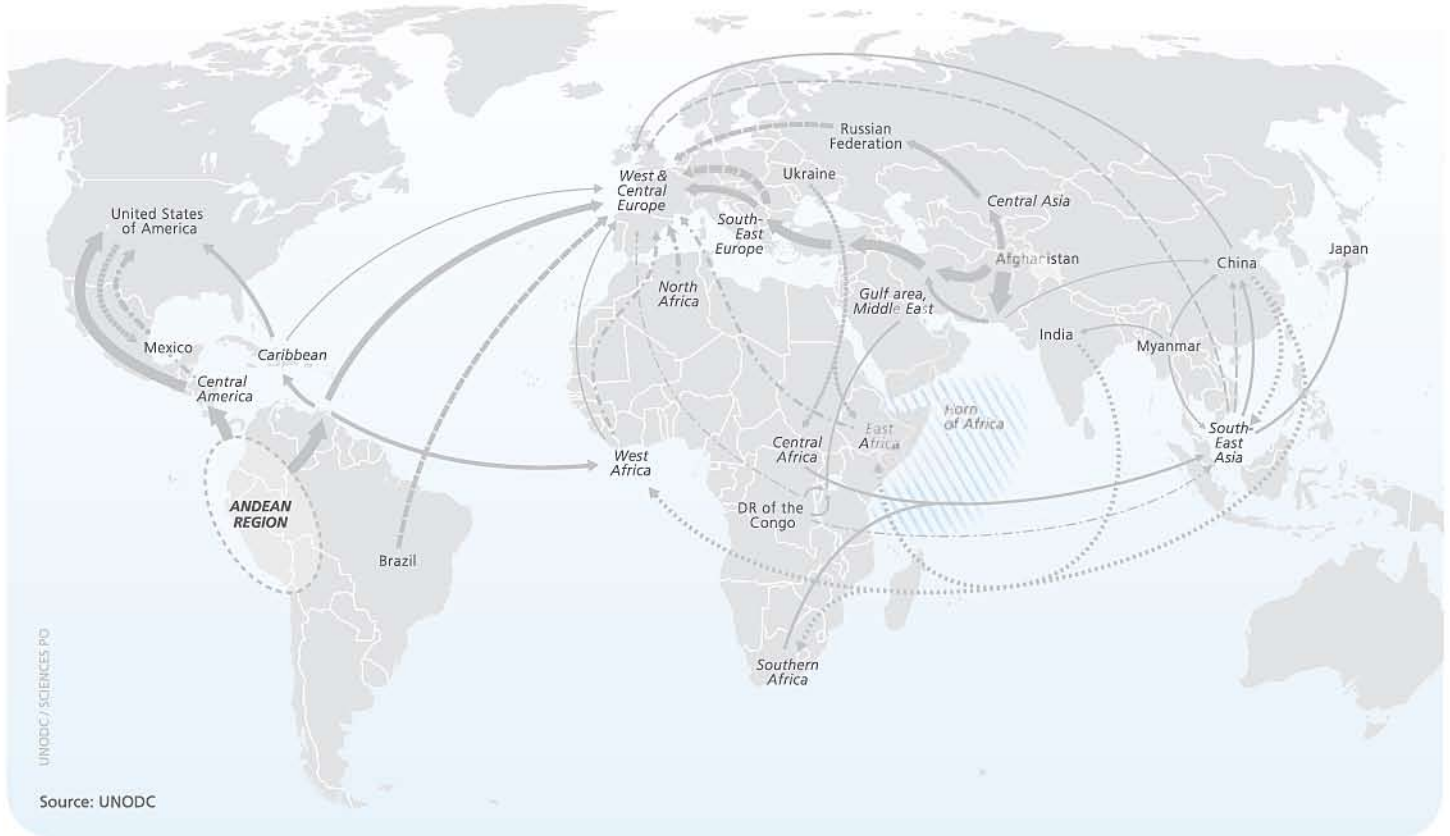 Russian
Federation
West &
Central
Europe
Ukraine
Central Asia
United States
of America
South-
East
Europe
Afghanistan
China
Japan
North
Africa
Gulf area,
Middle East
India
Myanmar
Mexico
Caribbean
Central
America
Horn
of Africa
East
Africa
Central
Africa
West
Africa
South-
East
Asia
ANDEAN
REGION
DR of the
Congo
Brazil
Southern
Africa
UNODC / SCIENCES PO
Source: UNODC